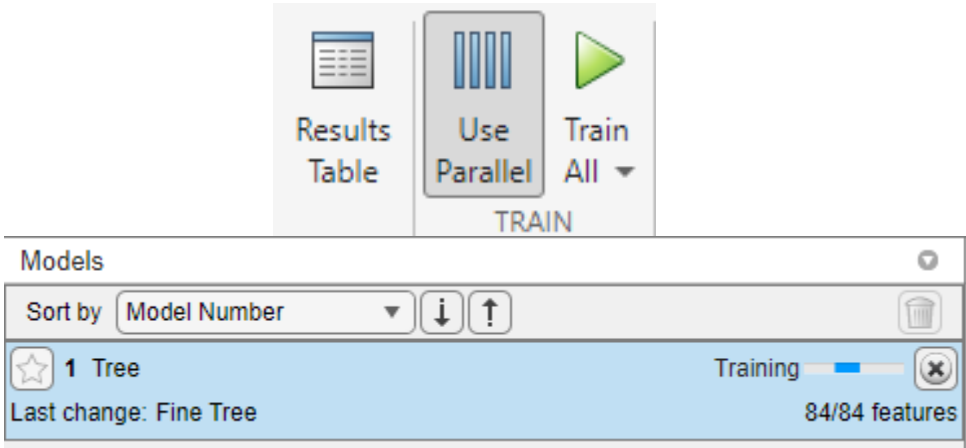 Results Table
Use Parallel
Train All
TRAIN
Models
Sort by Model Number
1 Tree Training
Last change: Fine Tree 84/84 features